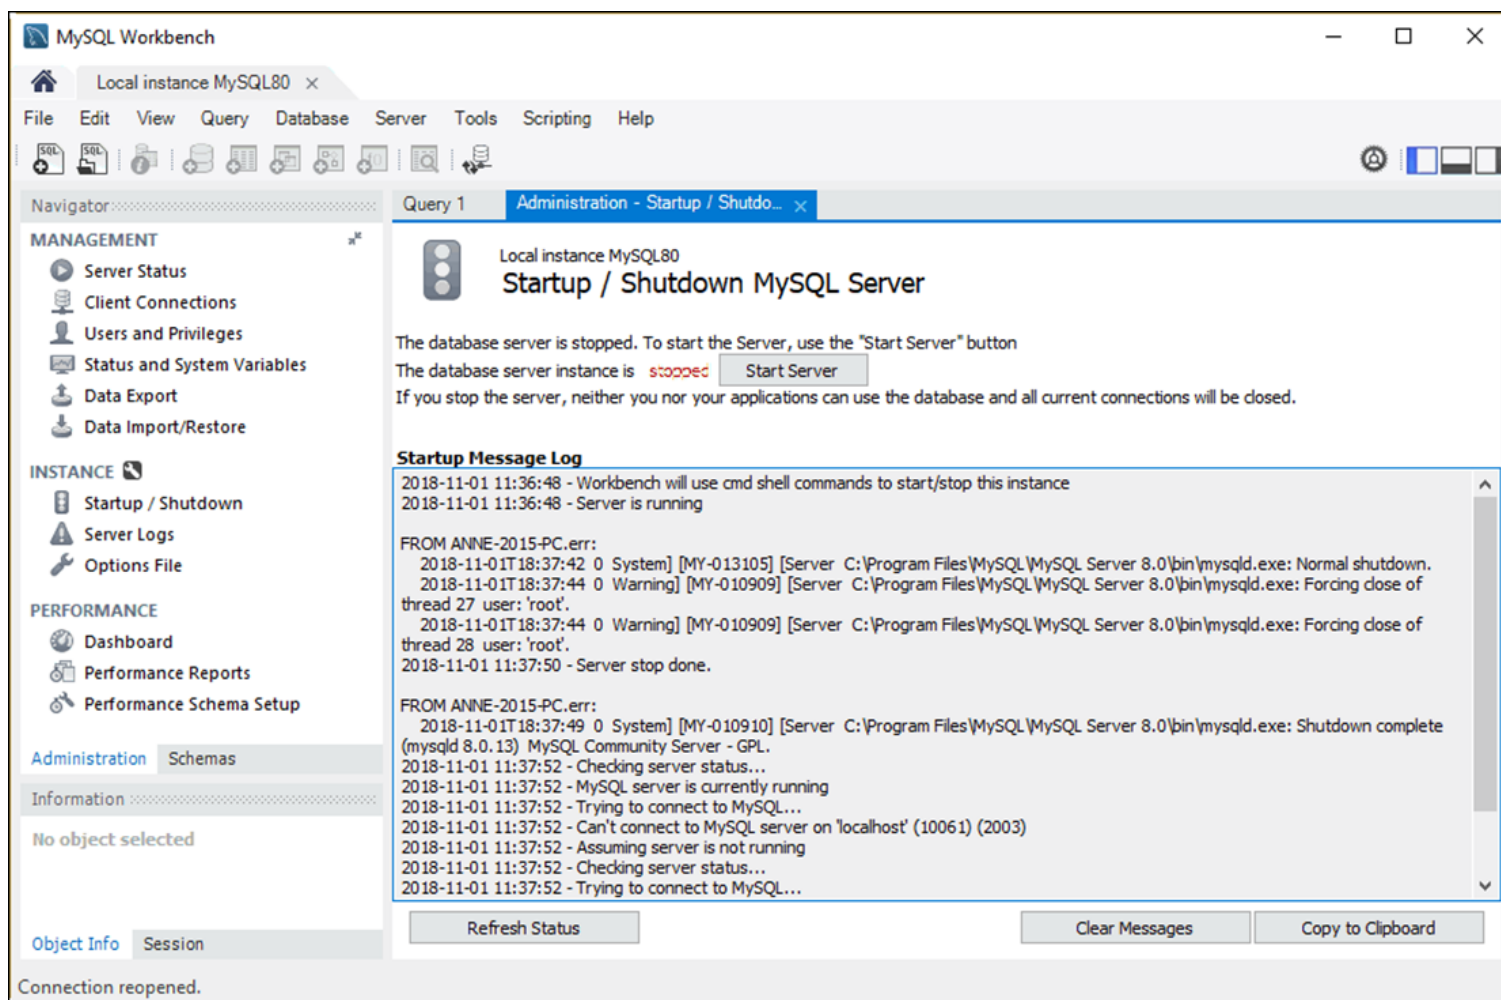 MySQL Workbench
Local instance MySQL80
File Edit View Query Database Server Tools Scripting Help
SQL SQL
Navigator
MANAGEMENT
Server Status
Client Connections
Users and Privileges
Status and System Variables
Data Export
Data Import/Restore
INSTANCE
Startup / Shutdown
Server Logs
Options File
PERFORMANCE
Dashboard
Performance Reports
Performance Schema Setup
Administration Schemas
Information
No object selected
Object Info Session
Query 1 Administration - Startup / Shutdo...
Local instance MySQL80
Startup / Shutdown MySQL Server
The database server is stopped. To start the Server, use the "Start Server" button
The database server instance is stopped Start Server
If you stop the server, neither you nor your applications can use the database and all current connections will be closed.
Startup Message Log
2018-11-01 11:36:48 - Workbench will use cmd shell commands to start/stop this instance
2018-11-01 11:36:48 - Server is running
FROM ANNE-2015-PC.err:
2018-11-01T18:37:42 0 System] [MY-013105] [Server C:\Program Files\MySQL\MySQL Server 8.0\bin\mysqld.exe: Normal shutdown.
2018-11-01T18:37:44 0 Warning] [MY-010909] [Server C:\Program Files\MySQL\MySQL Server 8.0\bin\mysqld.exe: Forcing close of
thread 27 user: 'root'.
2018-11-01T18:37:44 0 Warning] [MY-010909] [Server C:\Program Files\MySQL\MySQL Server 8.0\bin\mysqld.exe: Forcing close of
thread 28 user: 'root'.
2018-11-01 11:37:50 - Server stop done.
FROM ANNE-2015-PC.err:
2018-11-01T18:37:49 0 System] [MY-010910] [Server C:\Program Files\MySQL\MySQL Server 8.0\bin\mysqld.exe: Shutdown complete
(mysqld 8.0.13) MySQL Community Server - GPL.
2018-11-01 11:37:52 - Checking server status...
2018-11-01 11:37:52 - MySQL server is currently running
2018-11-01 11:37:52 - Trying to connect to MySQL...
2018-11-01 11:37:52 - Can't connect to MySQL server on 'localhost' (10061) (2003)
2018-11-01 11:37:52 - Assuming server is not running
2018-11-01 11:37:52 - Checking server status...
2018-11-01 11:37:52 - Trying to connect to MySQL...
Refresh Status Clear Messages Copy to Clipboard
Connection reopened.